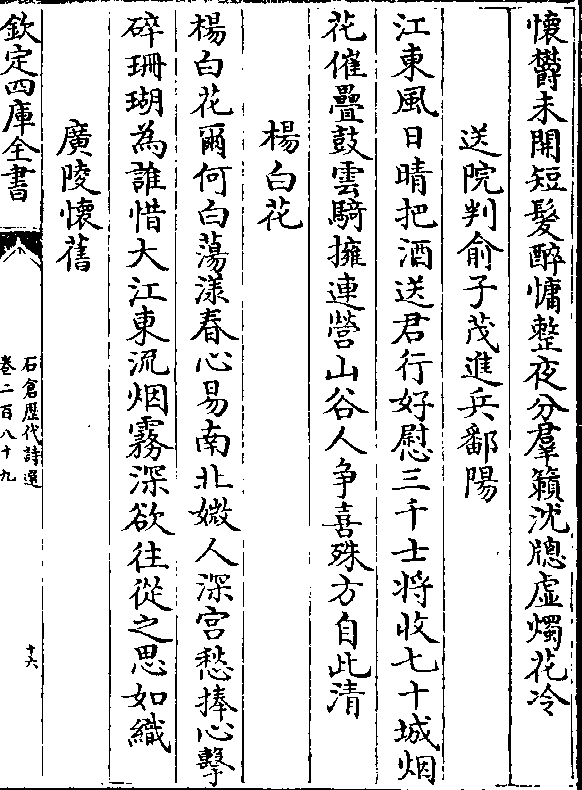 懷欝未開短髮醉慵整夜分羣籟沈牕虚燭花冷
送院判俞子茂進兵鄱陽
江東風日晴把酒送君行好慰三千士将收七十城烟
花催疊鼓雲騎擁連營山谷人争喜殊方自此清
楊白花
楊白花爾何白蕩漾春心易南北媺人深宫愁捧心擊
碎珊瑚為誰惜大江東流烟霧深欲往從之思如織
廣陵懷舊
欽定四庫全書
石倉歴代詩選
卷二百八十九
十六